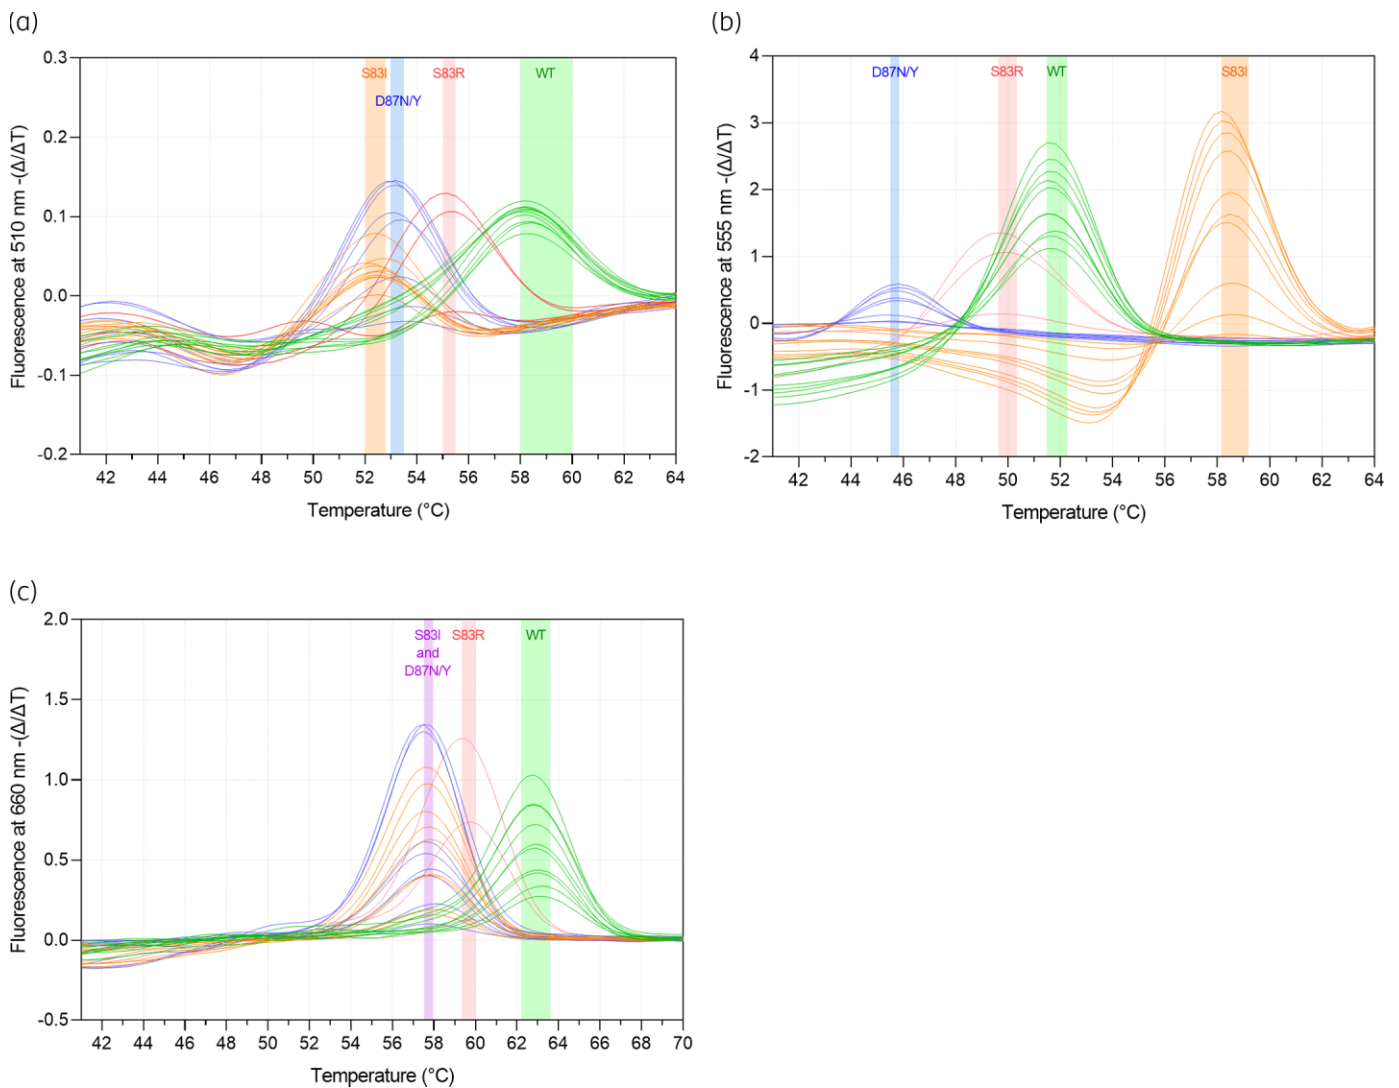 (a)
0.3
0.2
0.1
0.0
-0.1
-0.2
Fluorescence at 510 nm -(Δ/ΔT)
S83I
D87N/Y
S83R
WT
42 44 46 48 50 52 54 56 58 60 62 64
Temperature (°C)
(b)
4
3
2
1
0
-1
-2
Fluorescence at 555 nm -(Δ/ΔT)
D87N/Y
S83R
WT
S83I
42 44 46 48 50 52 54 56 58 60 62 64
Temperature (°C)
(c)
2.0
1.5
1.0
0.5
0.0
-0.5
Fluorescence at 660 nm -(Δ/ΔT)
S83I
and
D87N/Y
S83R
WT
42 44 46 48 50 52 54 56 58 60 62 64 66 68 70
Temperature (°C)